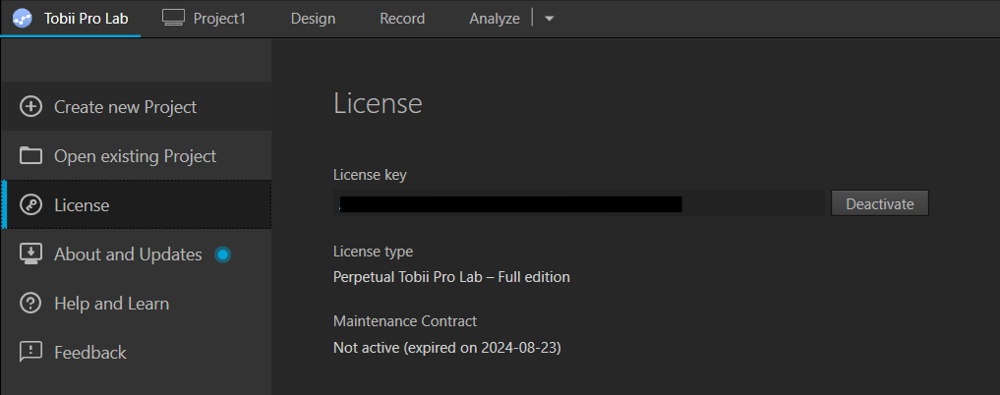 Tobii Pro Lab
Project1
Design
Record
Analyze
Create new Project
Open existing Project
License
About and Updates
Help and Learn
Feedback
License
License key
Deactivate
License type
Perpetual Tobii Pro Lab – Full edition
Maintenance Contract
Not active (expired on 2024-08-23)